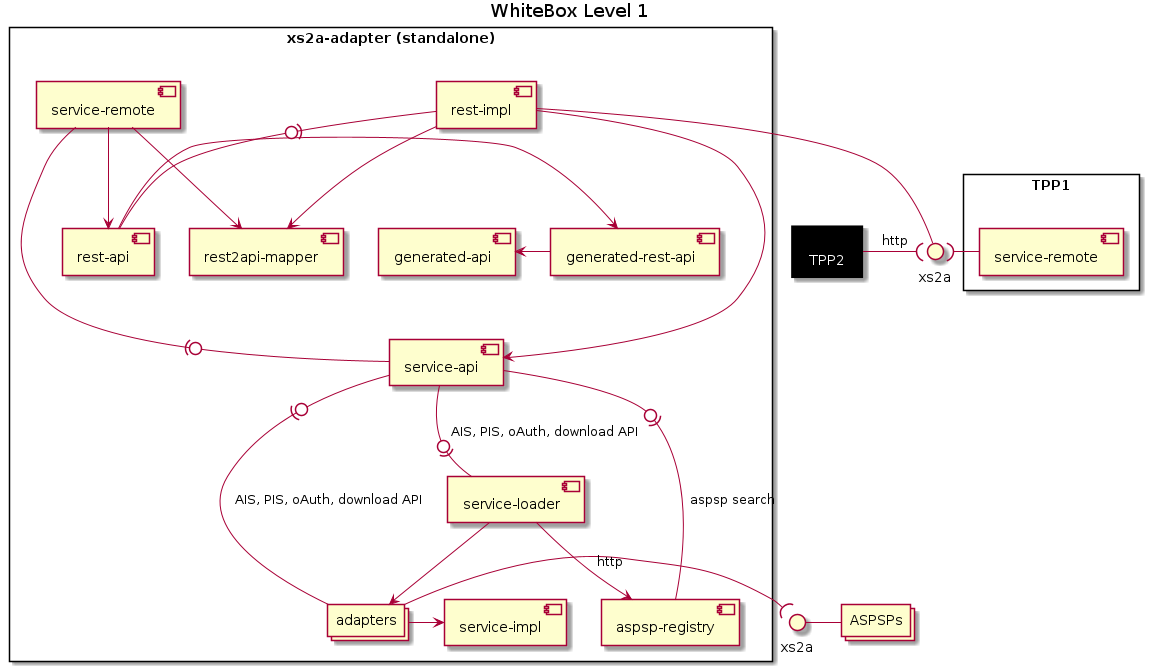 WhiteBox Level 1
xs2a-adapter (standalone)
service-remote
rest-impl
TPP1
rest-api
rest2api-mapper
generated-api
generated-rest-api
TPP2
http
xs2a
service-remote
service-api
AIS, PIS, oAuth, download API
AIS, PIS, oAuth, download API
aspsp search
service-loader
http
adapters
service-impl
aspsp-registry
xs2a
ASPSPs